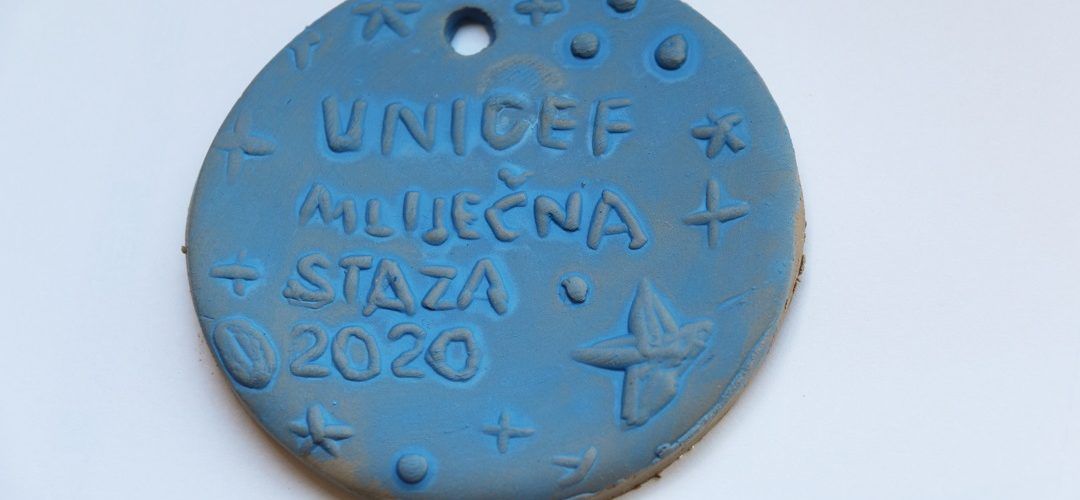 UNICEF
MLIJEČNA
STAZA
2020